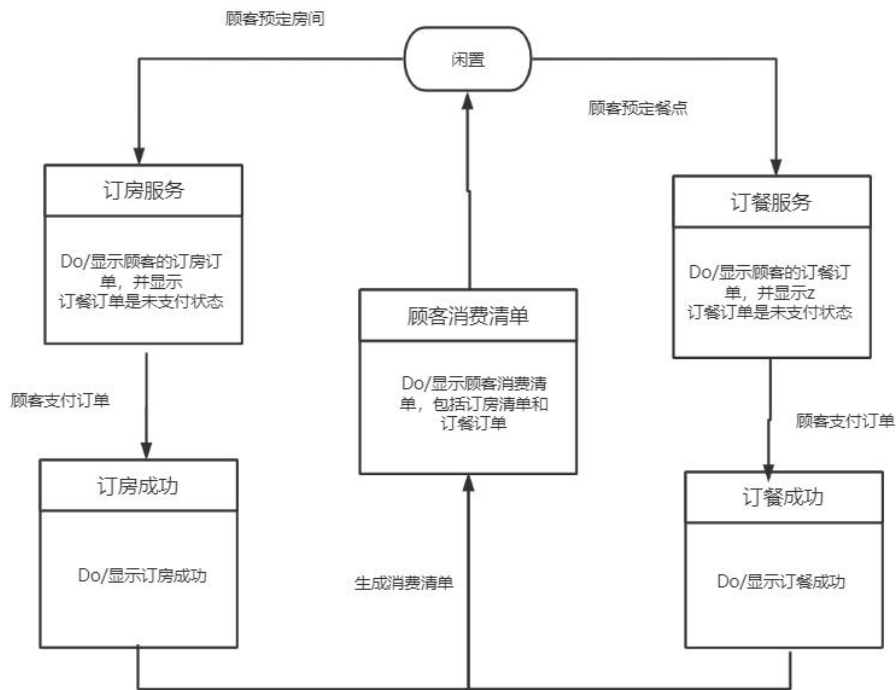 顾客预定房间
闲置
顾客预定餐点
订房服务
Do/显示顾客的订房订
单，并显示
订餐订单是未支付状态
订餐服务
Do/显示顾客的订餐订
单，并显示z
订餐订单是未支付状态
顾客消费清单
Do/显示顾客消费清
单，包括订房清单和
订餐订单
顾客支付订单
顾客支付订单
订房成功
Do/显示订房成功
订餐成功
Do/显示订餐成功
生成消费清单